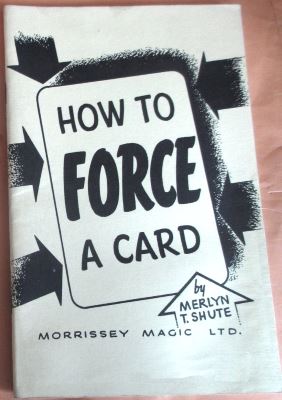 HOW TO
FORCE
A CARD
by
MERLYN
T. SHUTE
MORRISSEY MAGIC LTD.